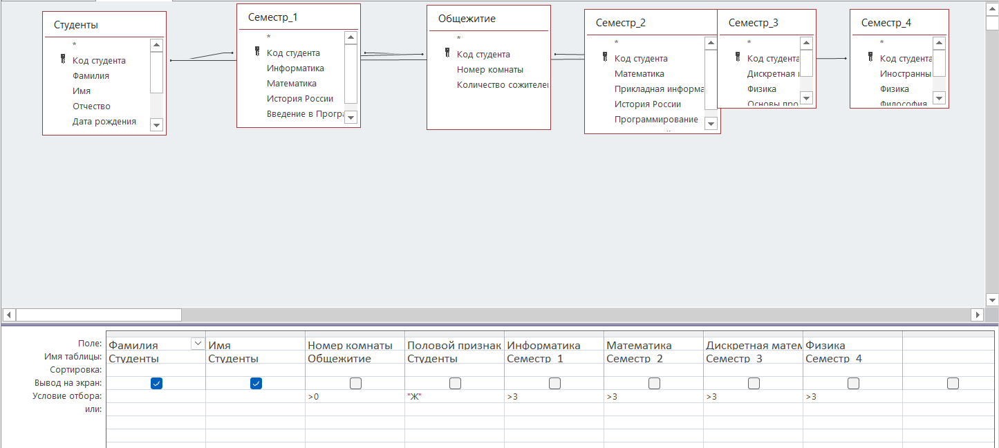 Студенты
*
Код студента
Фамилия
Имя
Отчество
Дата рождения
Семестр_1
*
Код студента
Информатика
Математика
История России
Введение в Прогр
Общежитие
*
Код студента
Номер комнаты
Количество сожителе
Семестр_2
*
Код студента
Математика
Прикладная информа
История России
Программирование
Семестр_3
*
Код студента
Дискретная
Физика
Основы про
Семестр_4
*
Код студента
Иностранны
Физика
Философия
Поле: Фамилия Имя Номер комнаты Половой признак Информатика Математика Дискретная матем Физика
Имя таблицы: Студенты Студенты Общежитие Студенты Семестр_1 Семестр_2 Семестр_3 Семестр_4
Сортировка:
Вывод на экран:
Условие отбора: >0 "Ж" >3 >3 >3 >3
или: